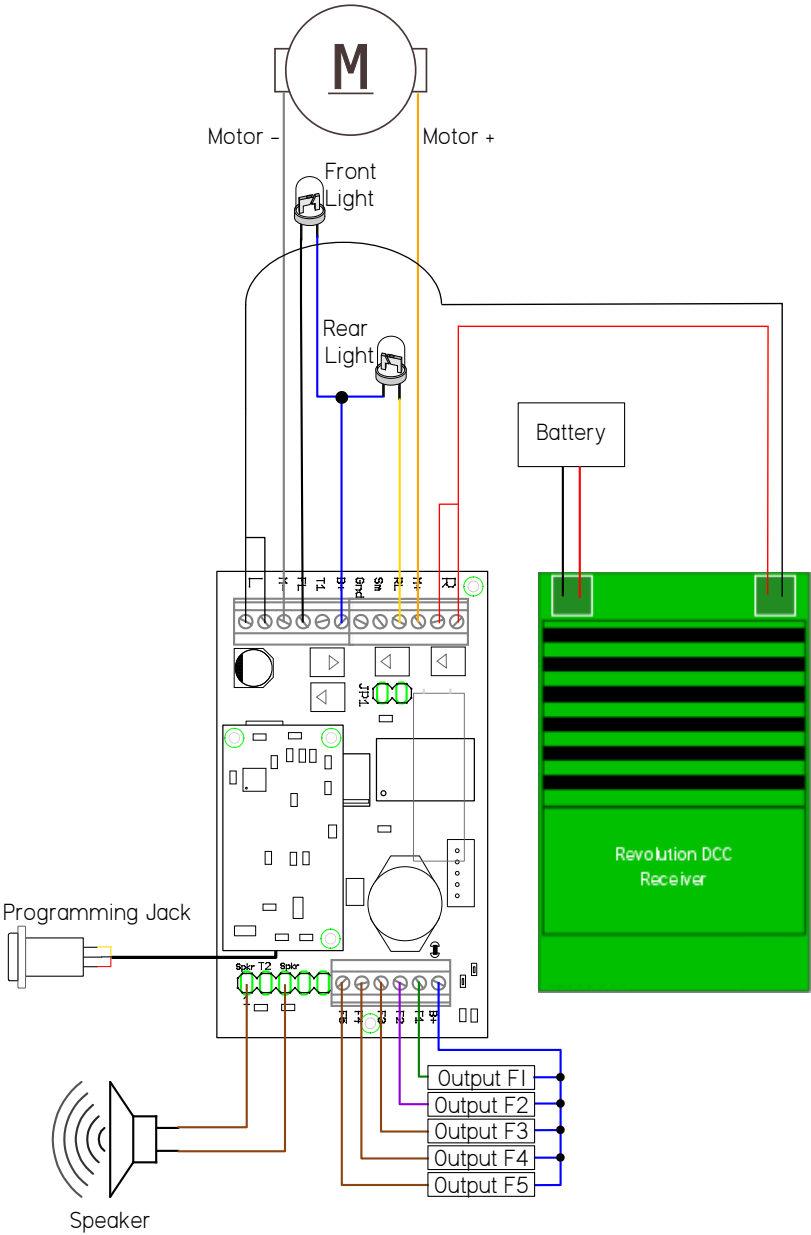 M
Motor -
Motor +
Front
Light
Rear
Light
Battery
L
M-
FL
T1
B+
Gnd
Sm
RL
M+
R
JP1
Revolution DCC
Receiver
Programming Jack
Spkr T2 Spkr
F5
F4
F3
F2
F1
B+
Output F1
Output F2
Output F3
Output F4
Output F5
Speaker